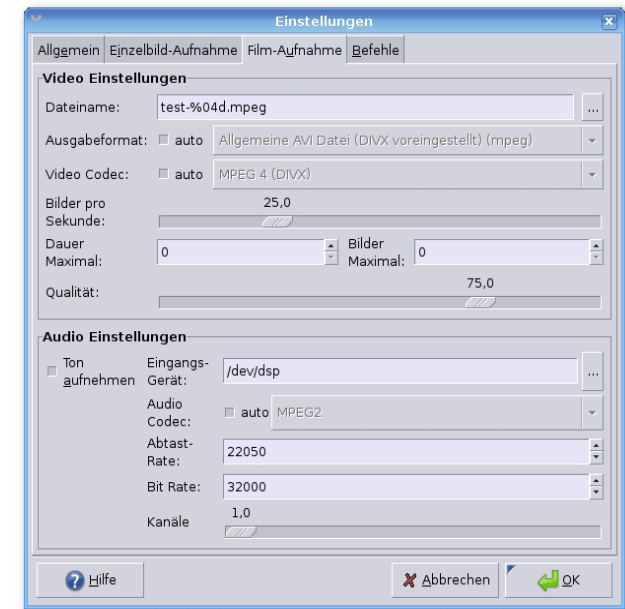 Einstellungen
Allgemein Einzelbild-Aufnahme Film-Aufnahme Befehle
Video Einstellungen
Dateiname: test-%04d.mpeg ...
Ausgabeformat: auto Allgemeine AVI Datei (DIVX voreingestellt) (mpeg)
Video Codec: auto MPEG 4 (DIVX)
Bilder pro Sekunde: 25,0
Dauer Maximal: 0 Bilder Maximal: 0
Qualität: 75,0
Audio Einstellungen
Ton aufnehmen Eingangs-Gerät: /dev/dsp ...
Audio Codec: auto MPEG2
Abtast-Rate: 22050
Bit Rate: 32000
Kanäle 1,0
Hilfe Abbrechen OK